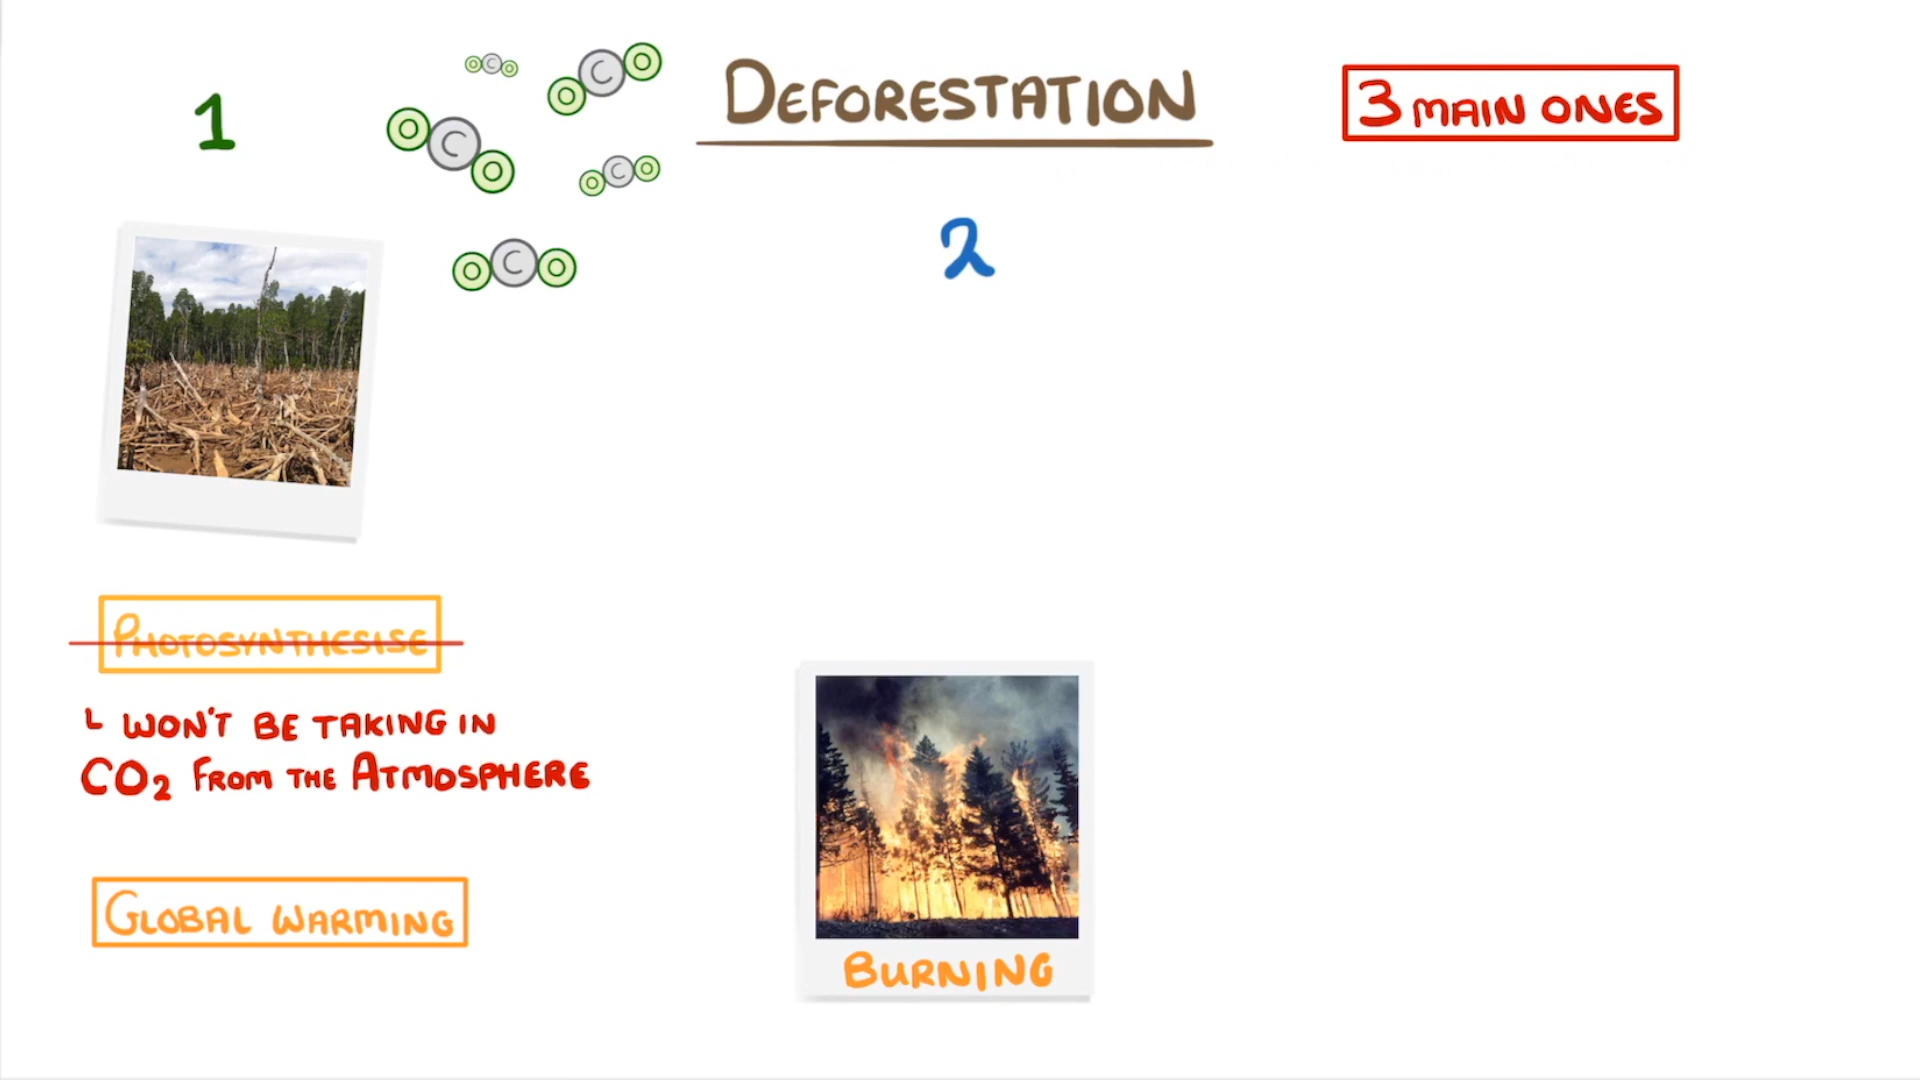 DEFORESTATION
3 MAIN ONES
1
O C O
O C O
O C O
O C O
O C O
2
PHOTOSYNTHESISE
↳ WON'T BE TAKING IN
CO₂ FROM THE ATMOSPHERE
GLOBAL WARMING
BURNING